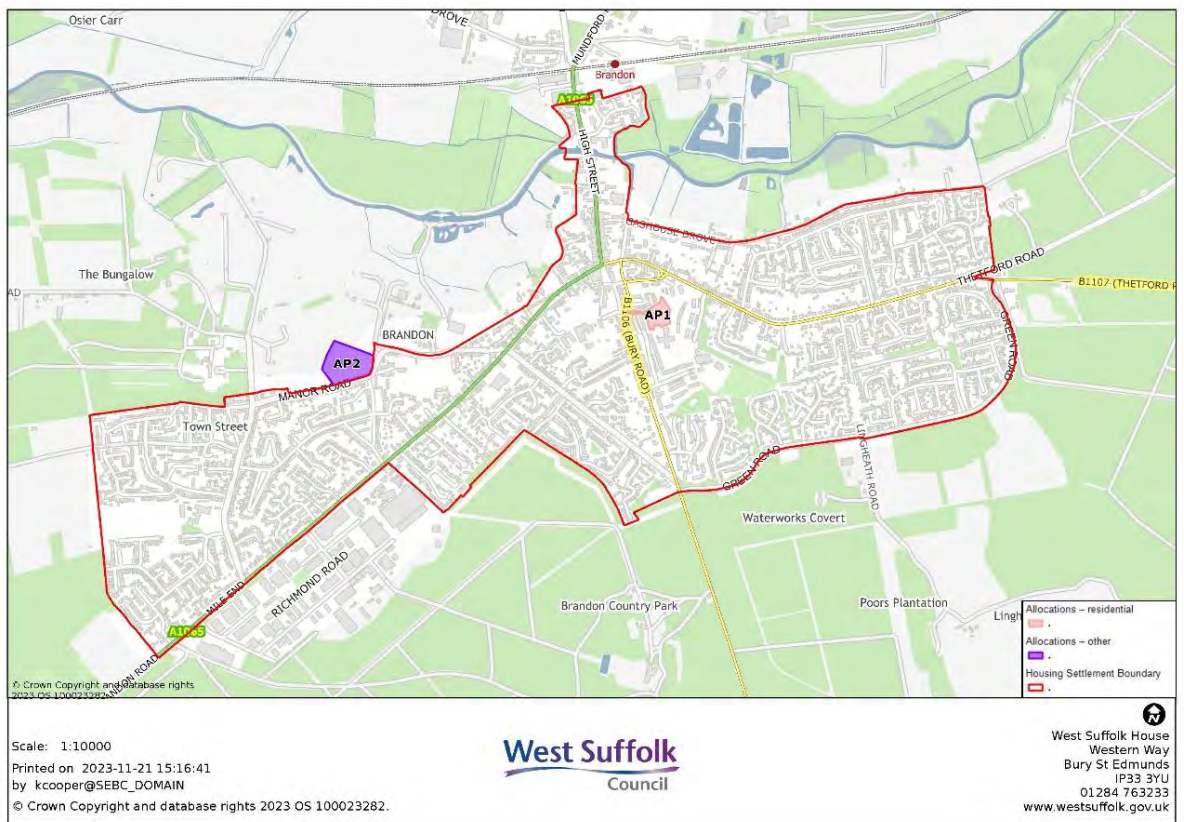 Osier Carr
DROVE
MUNDFORD
Brandon
A1065
HIGH STREET
GASHOUSE DROVE
THETFORD ROAD
B1107 (THETFORD R
The Bungalow
AD
BRANDON
AP1
B1106 (BURY ROAD)
GREEN ROAD
AP2
MANOR ROAD
Town Street
LINGHEATH ROAD
GREEN ROAD
Waterworks Covert
RICHMOND ROAD
MILE END
Brandon Country Park
Poors Plantation
Lingh
A1065
ANDON ROAD
Allocations – residential
Allocations – other
Housing Settlement Boundary
© Crown Copyright and database rights
2023 OS 100023282.
Scale: 1:10000
Printed on 2023-11-21 15:16:41
by kcooper@SEBC_DOMAIN
© Crown Copyright and database rights 2023 OS 100023282.
West Suffolk
Council
N
West Suffolk House
Western Way
Bury St Edmunds
IP33 3YU
01284 763233
www.westsuffolk.gov.uk